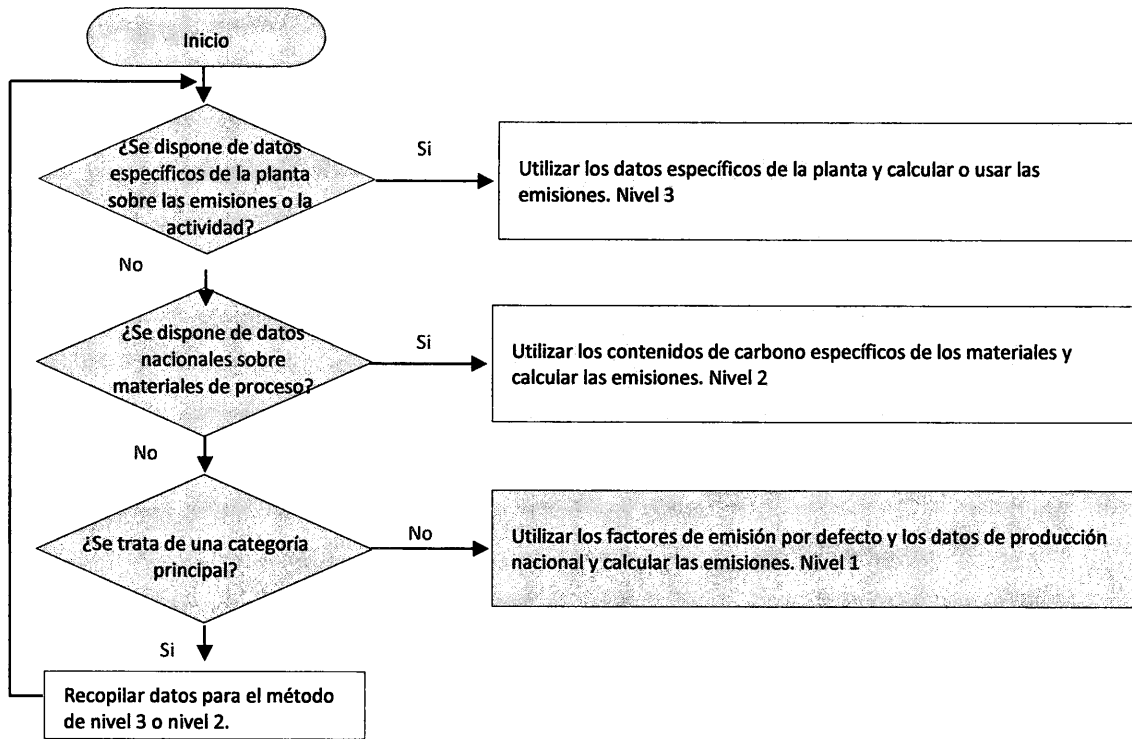 Inicio
¿Se dispone de datos
específicos de la planta
sobre las emisiones o la
actividad?
Si
Utilizar los datos específicos de la planta y calcular o usar las
emisiones. Nivel 3
No
¿Se dispone de datos
nacionales sobre
materiales de proceso?
Si
Utilizar los contenidos de carbono específicos de los materiales y
calcular las emisiones. Nivel 2
No
¿Se trata de una categoría
principal?
No
Utilizar los factores de emisión por defecto y los datos de producción
nacional y calcular las emisiones. Nivel 1
Si
Recopilar datos para el método
de nivel 3 o nivel 2.